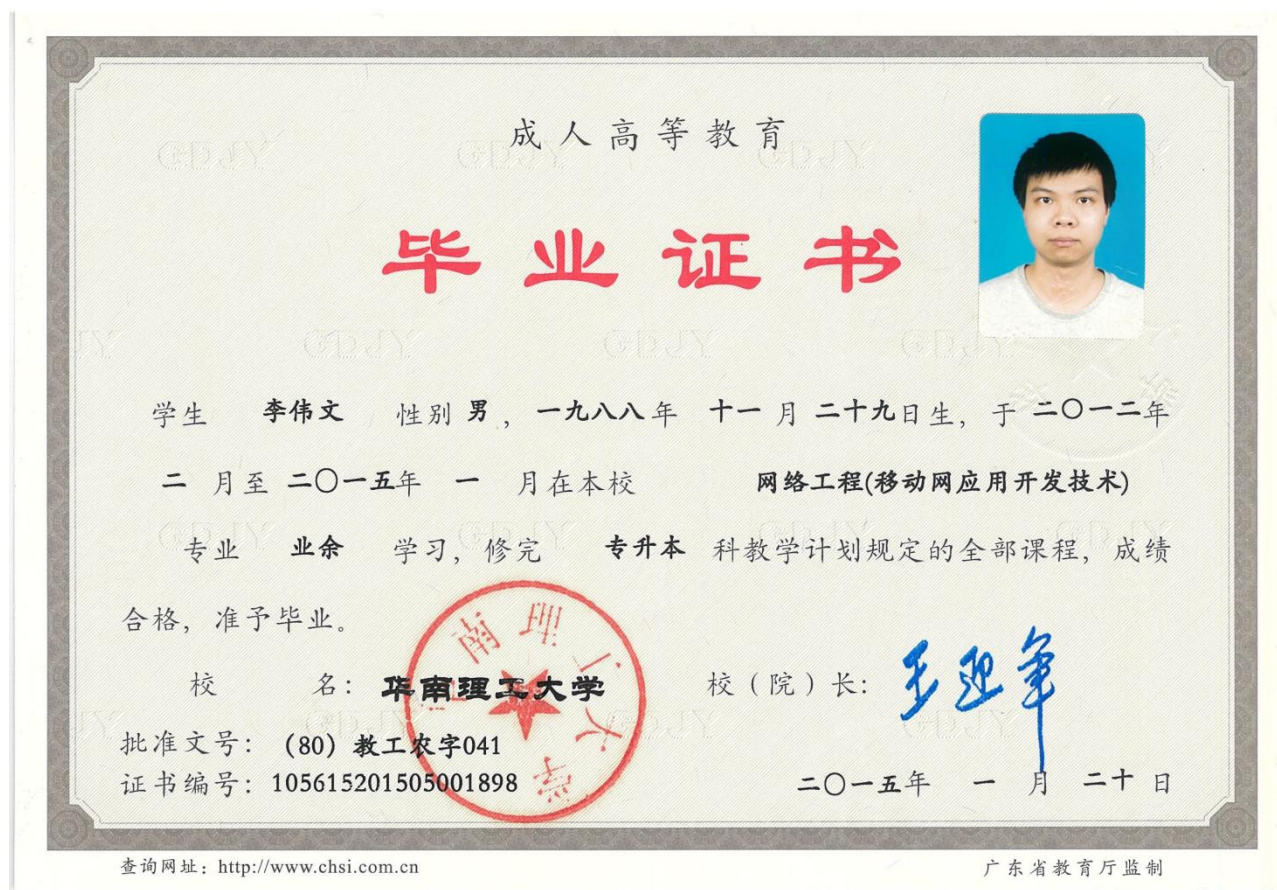 成人高等教育
毕业证书
学生 李伟文 性别 男，一九八八年 十一 月 二十九日生，于 二〇一二年
二 月至 二〇一五年 一 月在本校 网络工程(移动网应用开发技术)
专业 业余 学习，修完 专升本 科教学计划规定的全部课程，成绩
合格，准予毕业。
校 名：华南理工大学 校（院）长：王迎军
批准文号：（80）教工农字041
证书编号：105615201505001898 二〇一五年 一 月 二十 日
查询网址：http://www.chsi.com.cn 广东省教育厅监制
华南理工大学
GDJY